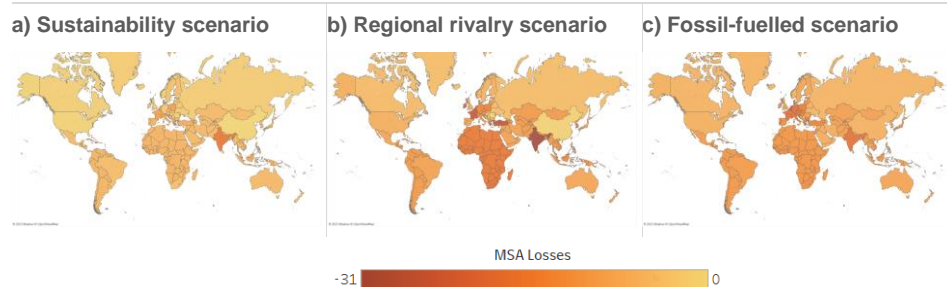 a) Sustainability scenario
b) Regional rivalry scenario
c) Fossil-fuelled scenario
MSA Losses
-31
0